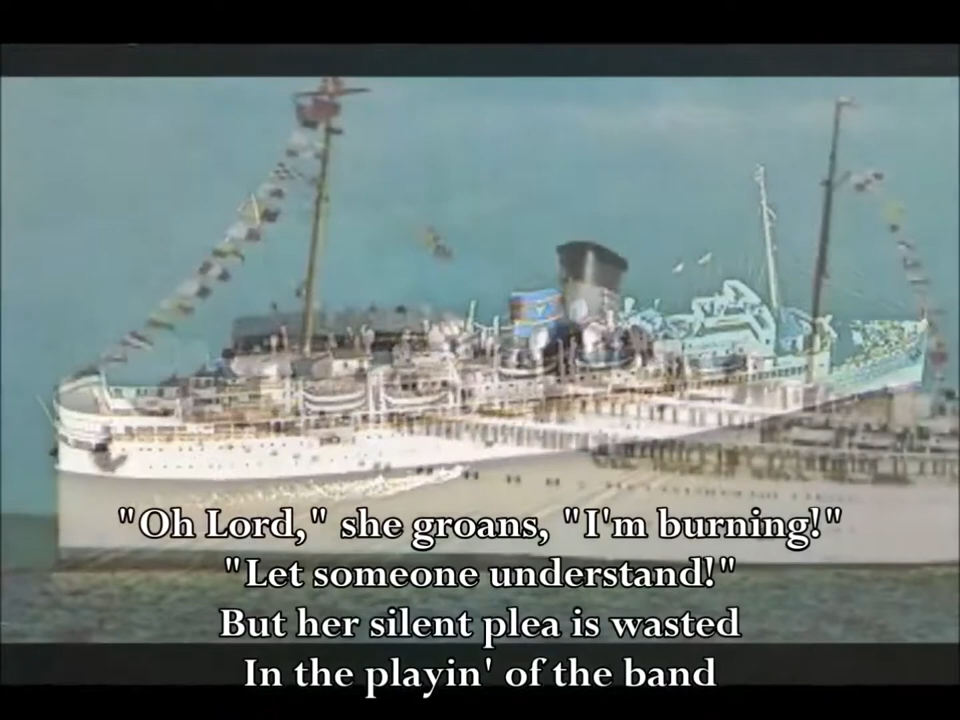 "Oh Lord," she groans, "I'm burning!"
"Let someone understand!"
But her silent plea is wasted
In the playin' of the band